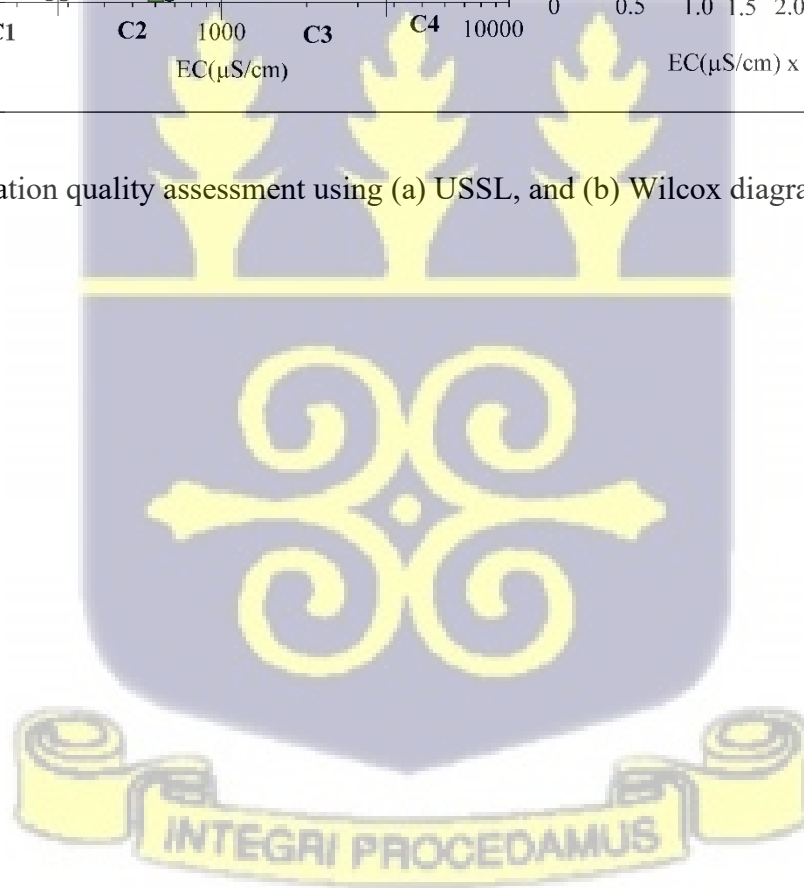 C1 C2 1000 C3 C4 10000 0 0.5 1.0 1.5 2.0
EC(μS/cm) EC(μS/cm) x
ation quality assessment using (a) USSL, and (b) Wilcox diagra
INTEGRI PROCEDAMUS